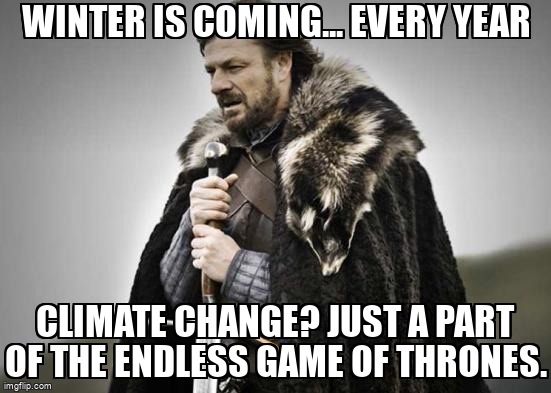 WINTER IS COMING... EVERY YEAR
CLIMATE CHANGE? JUST A PART
OF THE ENDLESS GAME OF THRONES.
imgflip.com